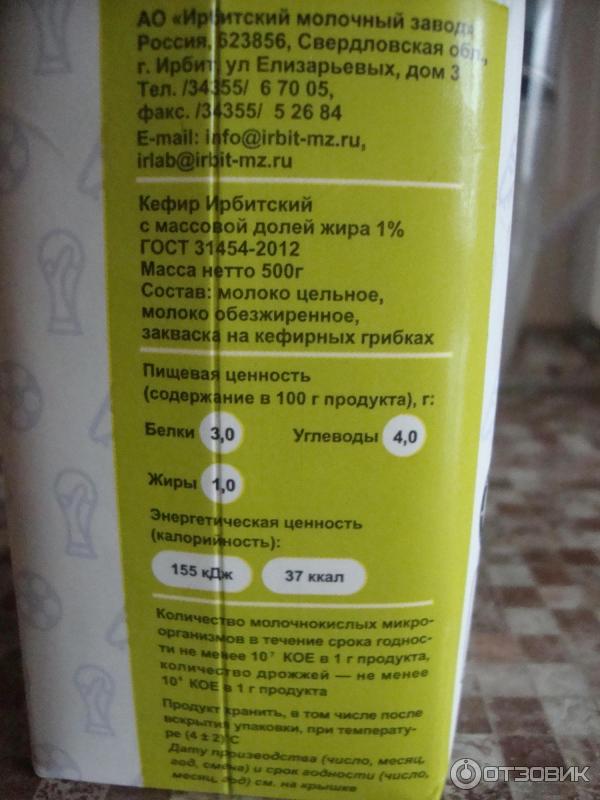 АО «Ирбитский молочный завод»
Россия, 623856, Свердловская обл.,
г. Ирбит, ул Елизарьевых, дом 3
Тел. /34355/ 6 70 05,
факс. /34355/ 5 26 84
E-mail: info@irbit-mz.ru,
irlab@irbit-mz.ru
Кефир Ирбитский
с массовой долей жира 1%
ГОСТ 31454-2012
Масса нетто 500г
Состав: молоко цельное,
молоко обезжиренное,
закваска на кефирных грибках
Пищевая ценность
(содержание в 100 г продукта), г:
Белки 3,0 Углеводы 4,0
Жиры 1,0
Энергетическая ценность
(калорийность):
155 кДж 37 ккал
Количество молочнокислых микро-
организмов в течение срока годнос-
ти не менее 10⁷ КОЕ в 1 г продукта,
количество дрожжей — не менее
10⁴ КОЕ в 1 г продукта
Продукт хранить, в том числе после
вскрытия упаковки, при температу-
ре (4 ± 2)°С
Дату производства (число, месяц,
год, смена) и срок годности (число,
месяц, год) см. на крышке
ОТЗОВИК